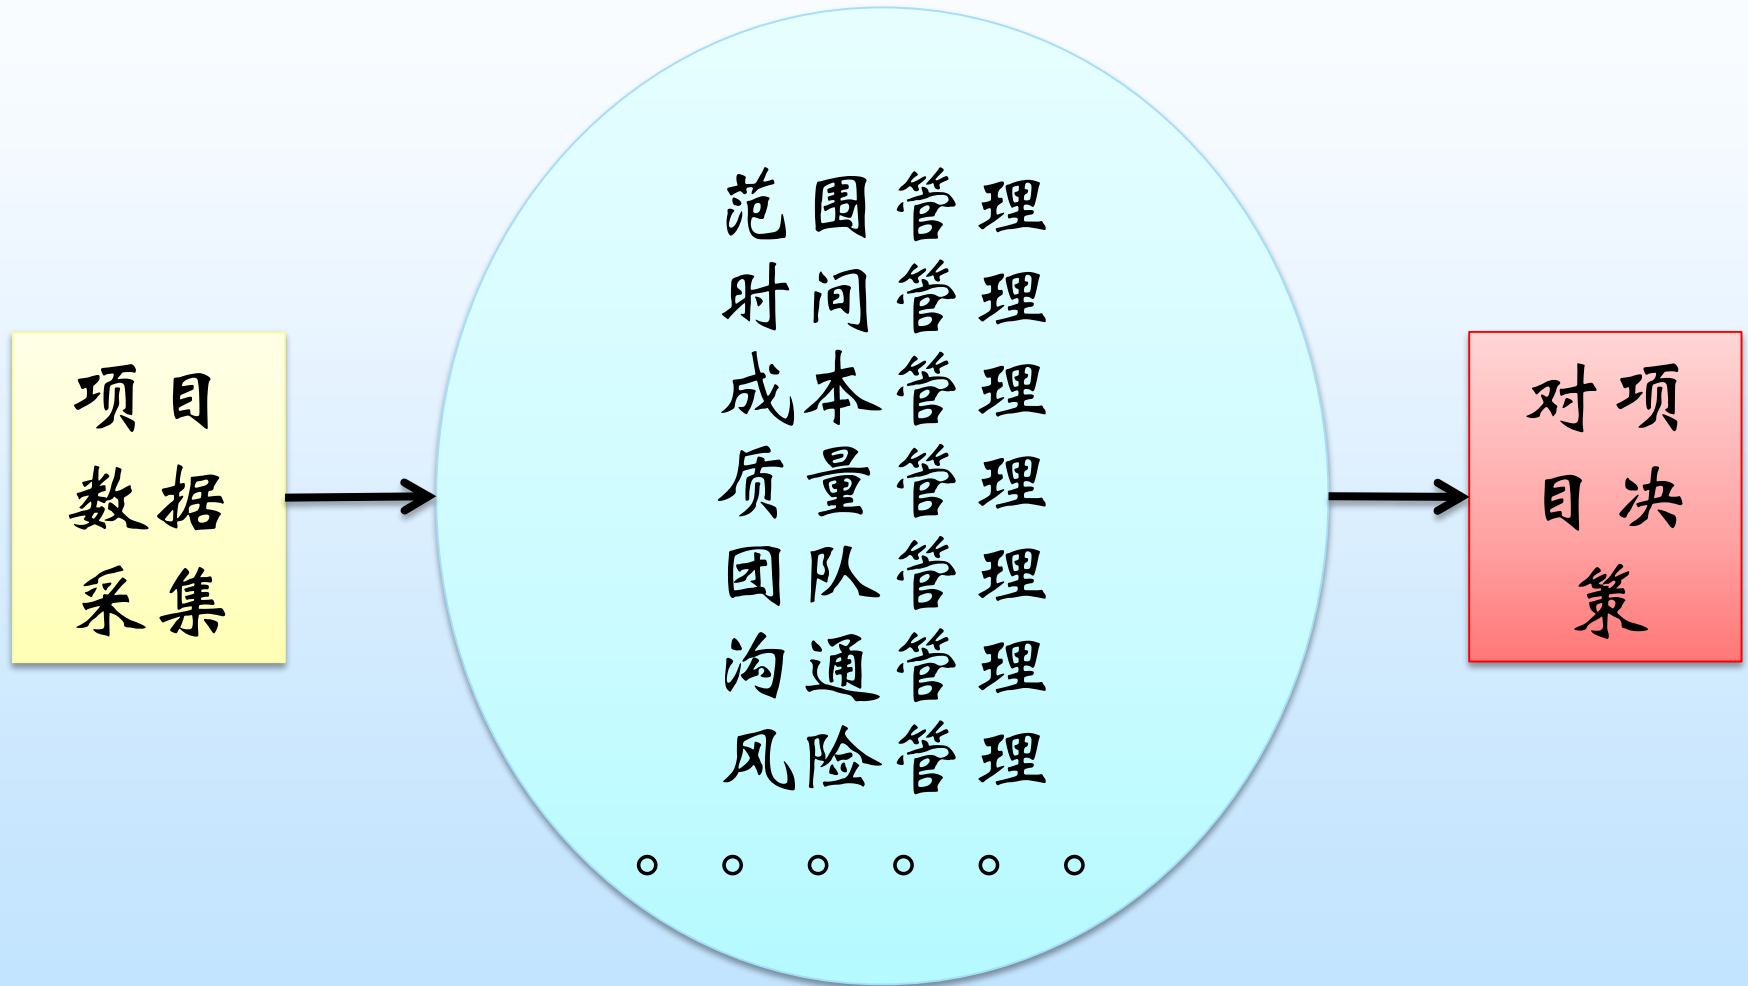 项目
数据
采集
范围管理
时间管理
成本管理
质量管理
团队管理
沟通管理
风险管理
。。。。。。
对项
目决
策